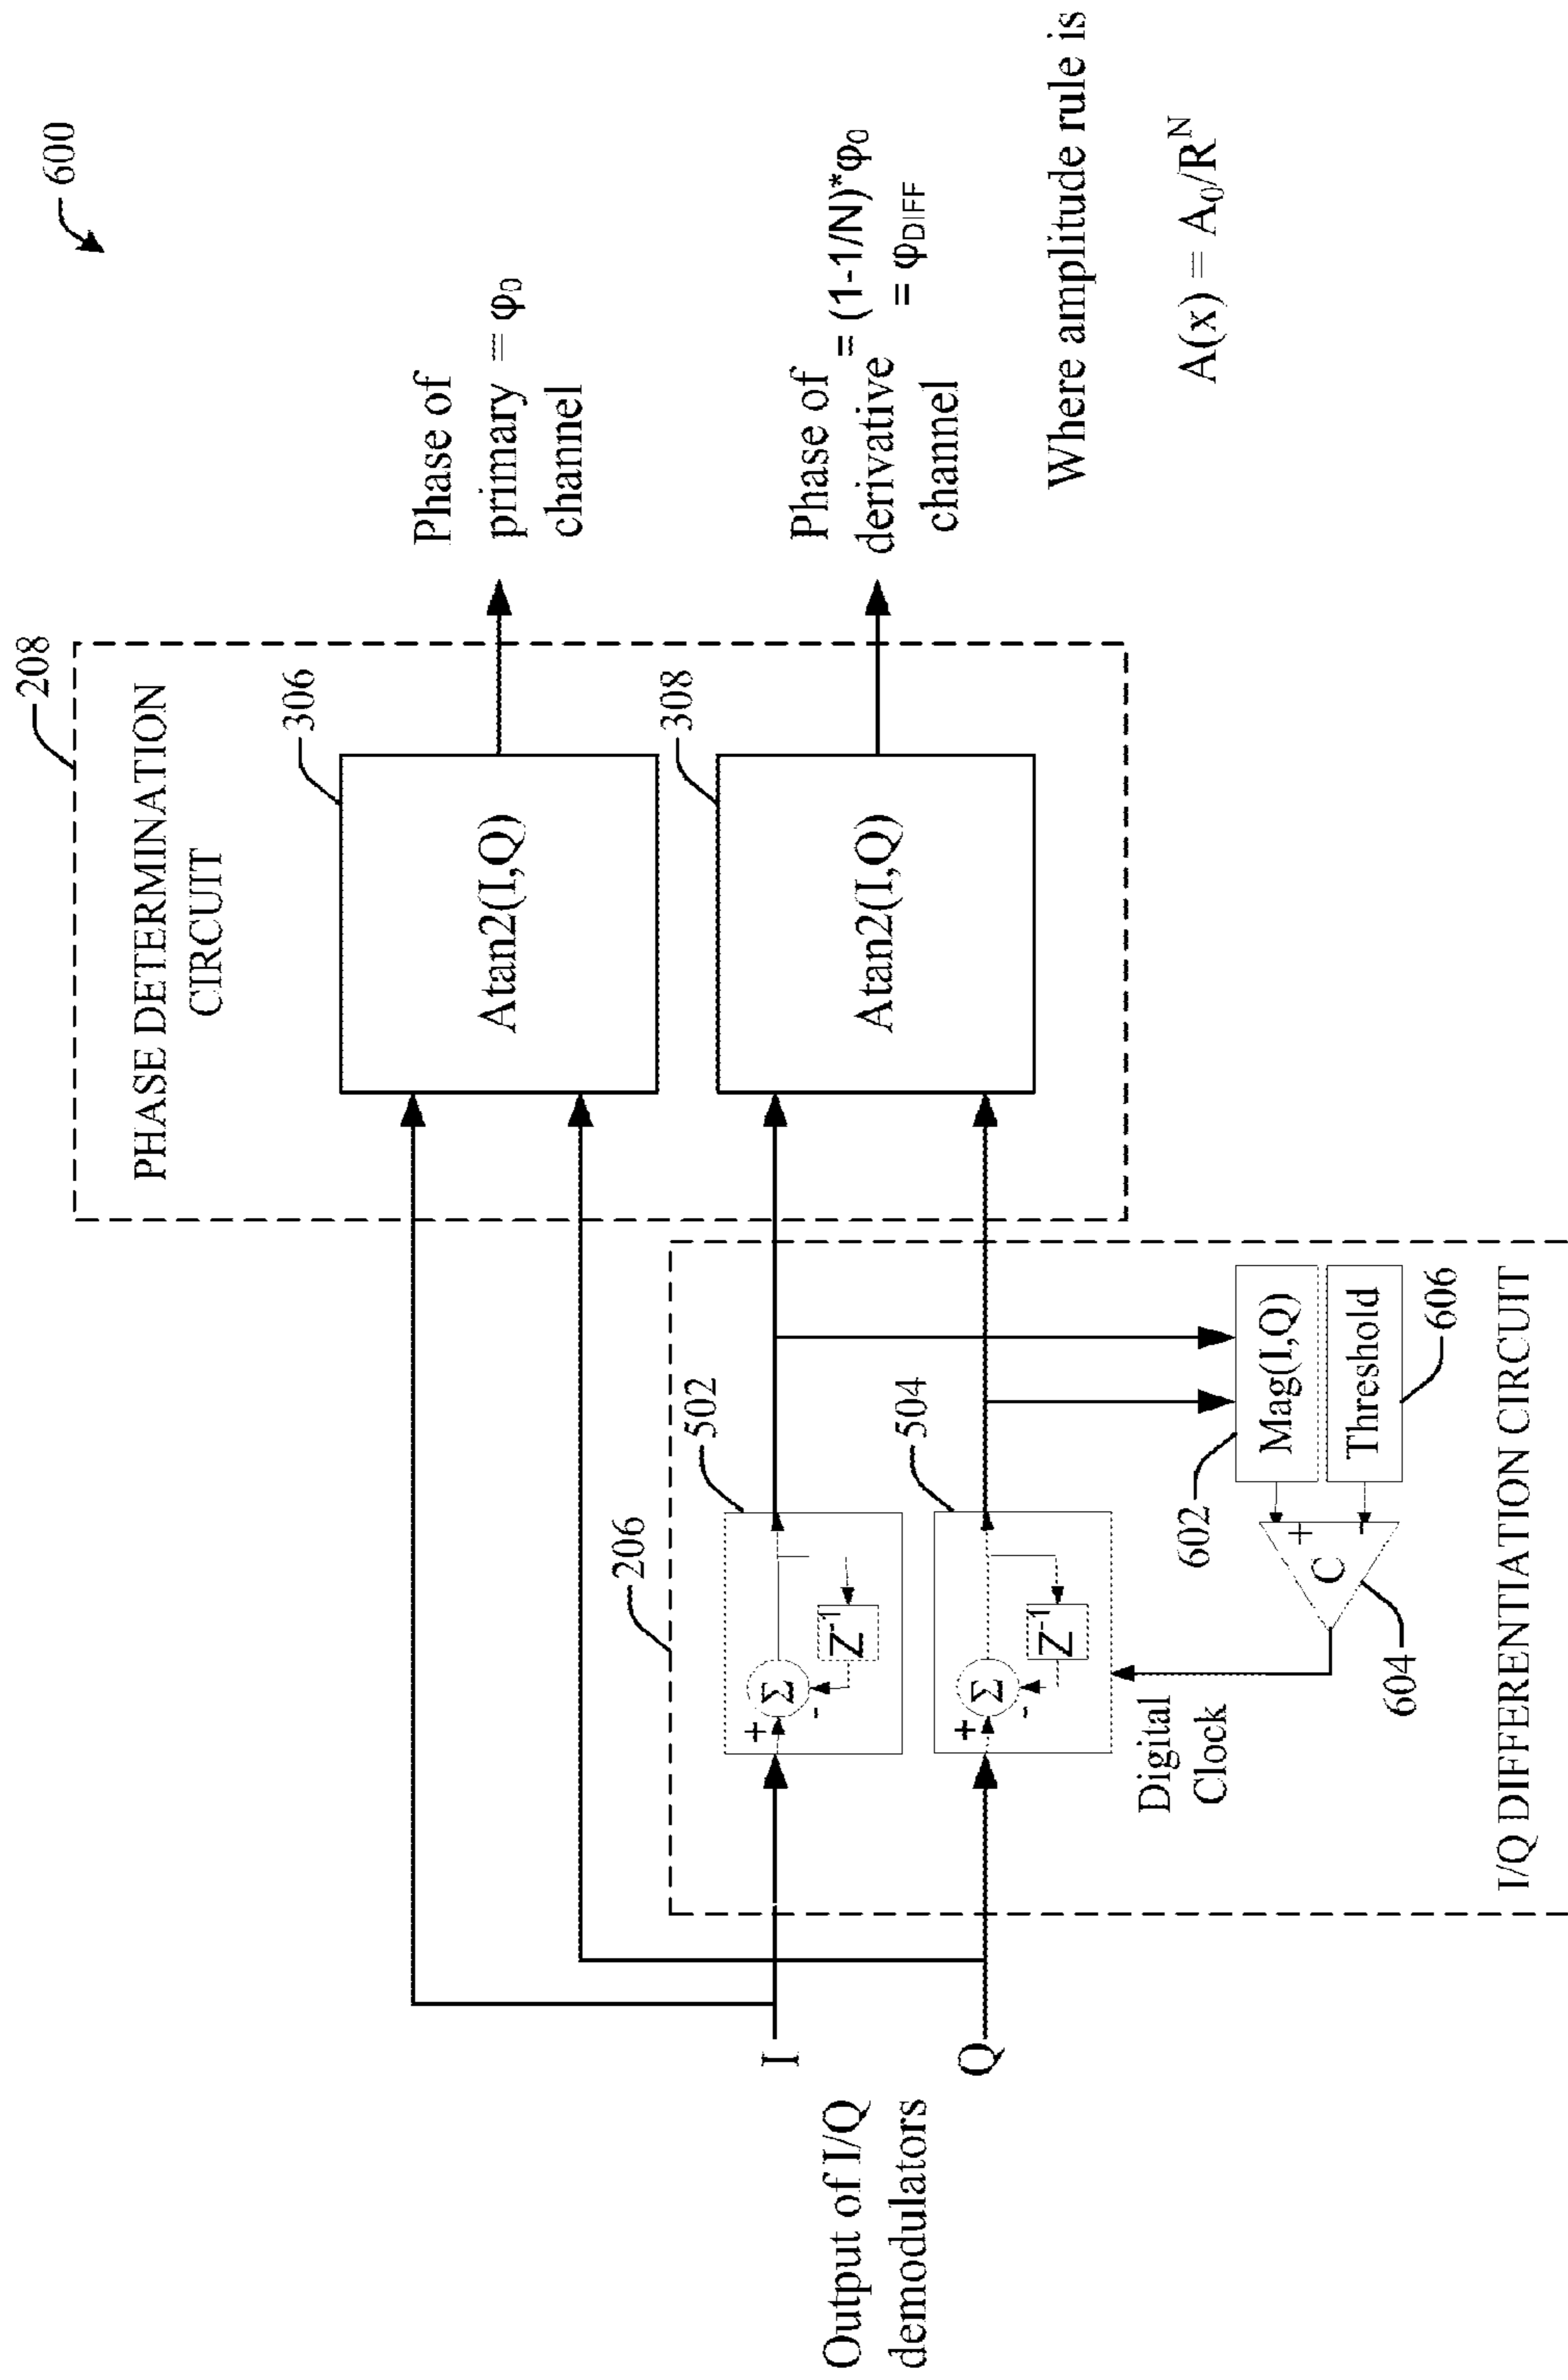 600
208
PHASE DETERMINATION
CIRCUIT
306
Atan2(I,Q)
Phase of
primary = φ0
channel
308
Atan2(I,Q)
Phase of
derivative
channel
= (1-1/N)*φ0
= φDIFF
Where amplitude rule is
A(x) = A0/R^N
206
502
+
Σ
-
Z-1
504
+
Σ
-
Z-1
Digital
Clock
Mag(I,Q)
602
Threshold
606
+
-
C
604
I/Q DIFFERENTIATION CIRCUIT
I
Q
Output of I/Q
demodulators